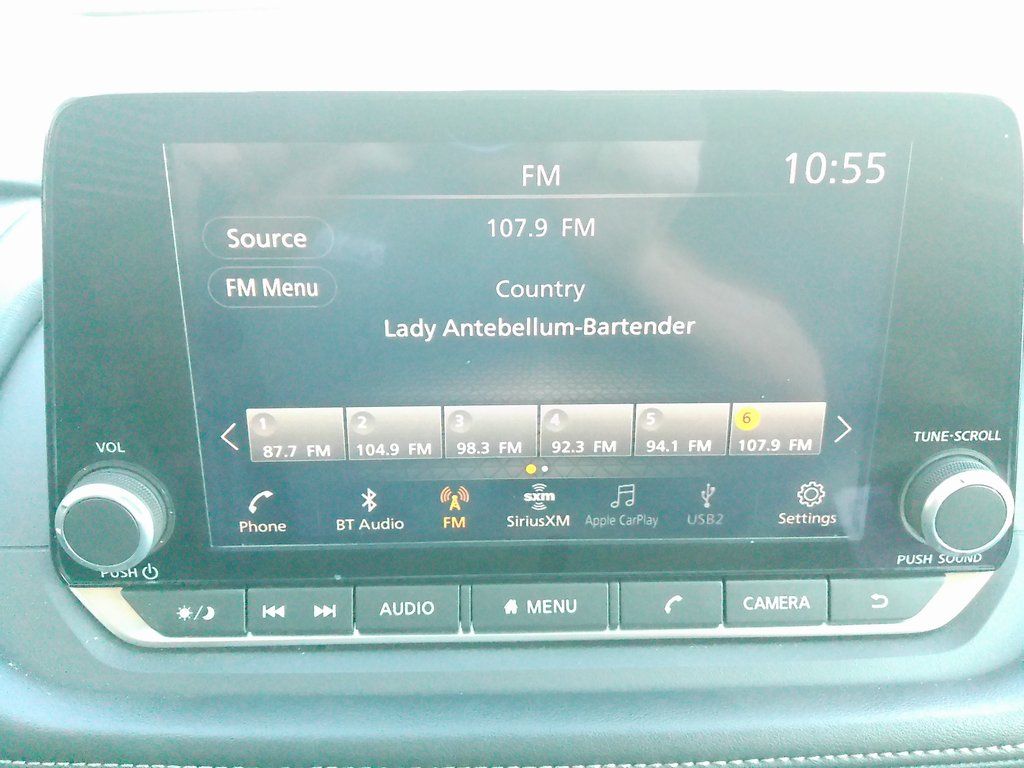 FM
10:55
107.9 FM
Source
FM Menu
Country
Lady Antebellum-Bartender
1 2 3 4 5 6
87.7 FM 104.9 FM 98.3 FM 92.3 FM 94.1 FM 107.9 FM
VOL
TUNE·SCROLL
sxm
Phone BT Audio FM SiriusXM Apple CarPlay USB2 Settings
PUSH
PUSH SOUND
AUDIO MENU CAMERA